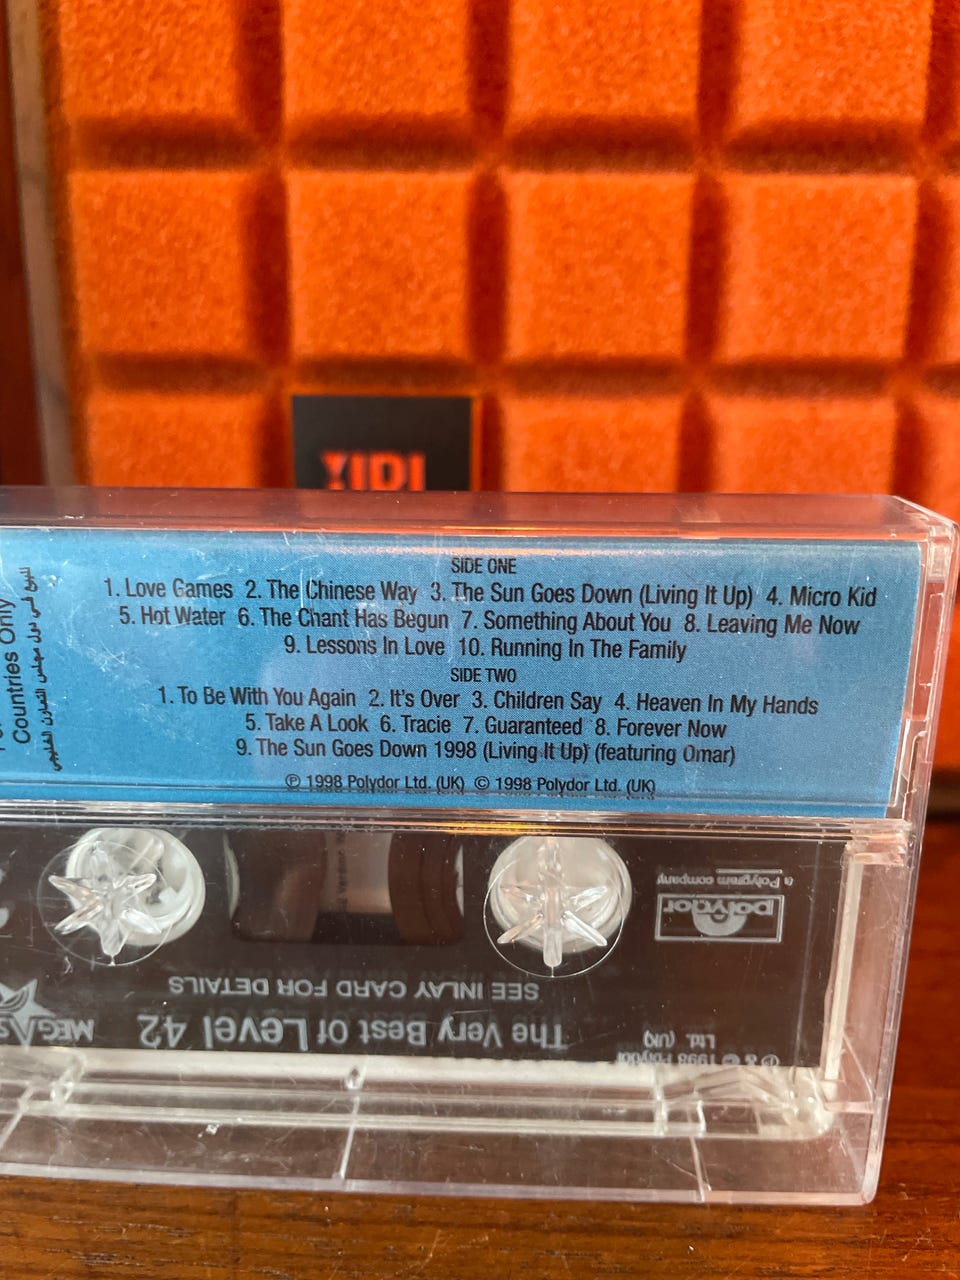 XIDI
SIDE ONE
1. Love Games 2. The Chinese Way 3. The Sun Goes Down (Living It Up) 4. Micro Kid
5. Hot Water 6. The Chant Has Begun 7. Something About You 8. Leaving Me Now
9. Lessons In Love 10. Running In The Family
SIDE TWO
1. To Be With You Again 2. It's Over 3. Children Say 4. Heaven In My Hands
5. Take A Look 6. Tracie 7. Guaranteed 8. Forever Now
9. The Sun Goes Down 1998 (Living It Up) (featuring Omar)
℗ 1998 Polydor Ltd. (UK) © 1998 Polydor Ltd. (UK)
Countries Only
للبيع في دول مجلس التعاون الخليجي
a Polygram company
polydor
SEE INLAY CARD FOR DETAILS
The Very Best Of Level 42
MEGAS
℗ & © 1998 Polydor
Ltd. (UK)